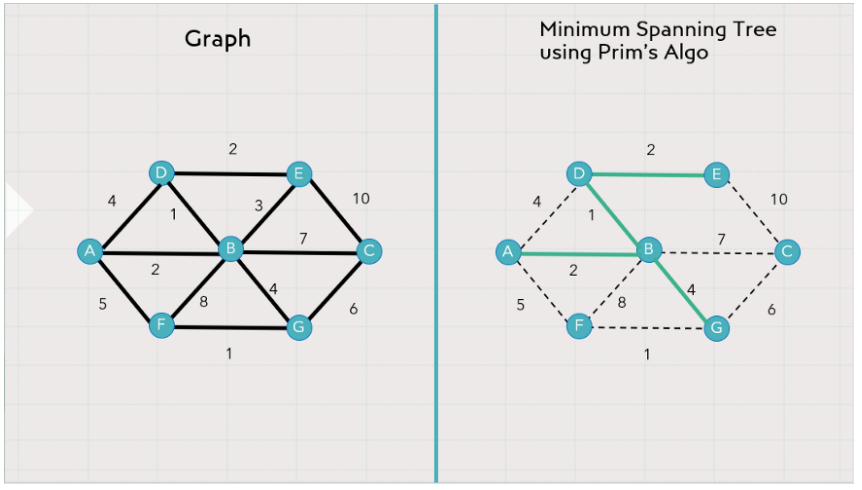 Graph
Minimum Spanning Tree
using Prim's Algo
2
D
E
4
1
3
10
A
B
7
C
2
5
8
4
6
F
G
1
2
D
E
4
1
10
A
B
7
C
2
5
8
4
6
F
G
1